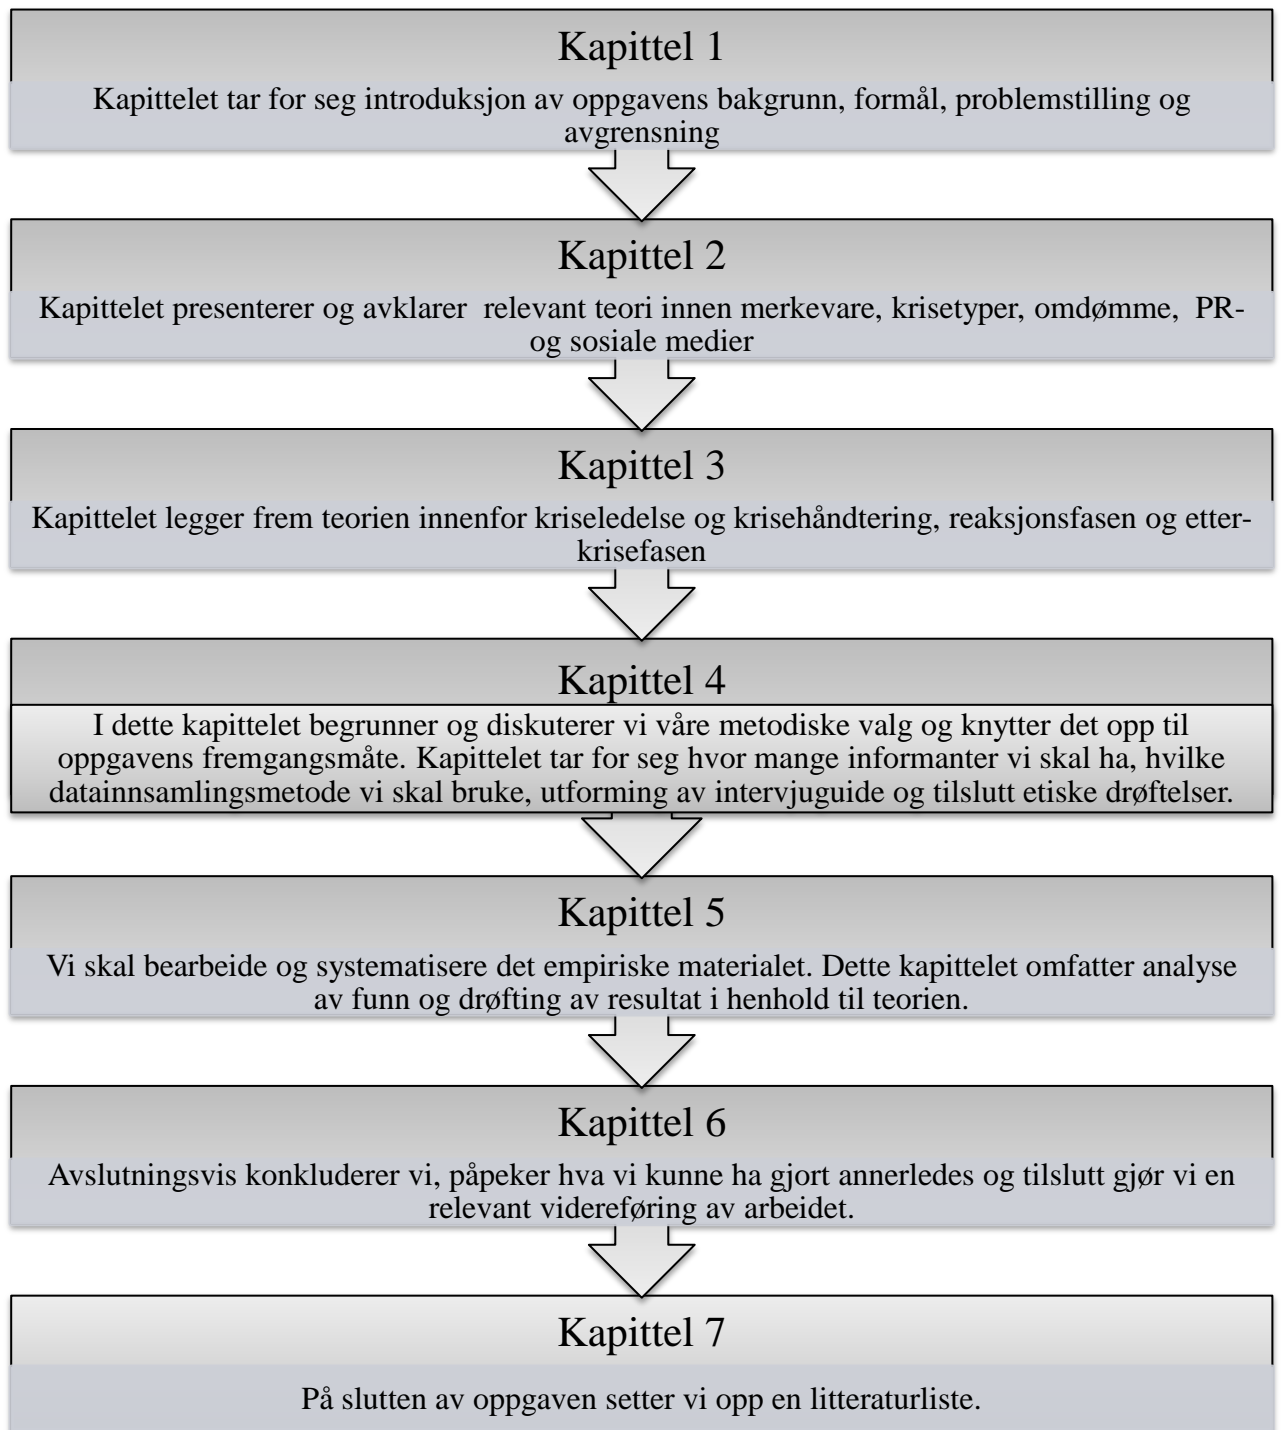 Kapittel 1
Kapittelet tar for seg introduksjon av oppgavens bakgrunn, formål, problemstilling og
avgrensning
Kapittel 2
Kapittelet presenterer og avklarer  relevant teori innen merkevare, krisetyper, omdømme,  PR-
og sosiale medier
Kapittel 3
Kapittelet legger frem teorien innenfor kriseledelse og krisehåndtering, reaksjonsfasen og etter-
krisefasen
Kapittel 4
I dette kapittelet begrunner og diskuterer vi våre metodiske valg og knytter det opp til
oppgavens fremgangsmåte. Kapittelet tar for seg hvor mange informanter vi skal ha, hvilke
datainnsamlingsmetode vi skal bruke, utforming av intervjuguide og tilslutt etiske drøftelser.
Kapittel 5
Vi skal bearbeide og systematisere det empiriske materialet. Dette kapittelet omfatter analyse
av funn og drøfting av resultat i henhold til teorien.
Kapittel 6
Avslutningsvis konkluderer vi, påpeker hva vi kunne ha gjort annerledes og tilslutt gjør vi en
relevant videreføring av arbeidet.
Kapittel 7
På slutten av oppgaven setter vi opp en litteraturliste.